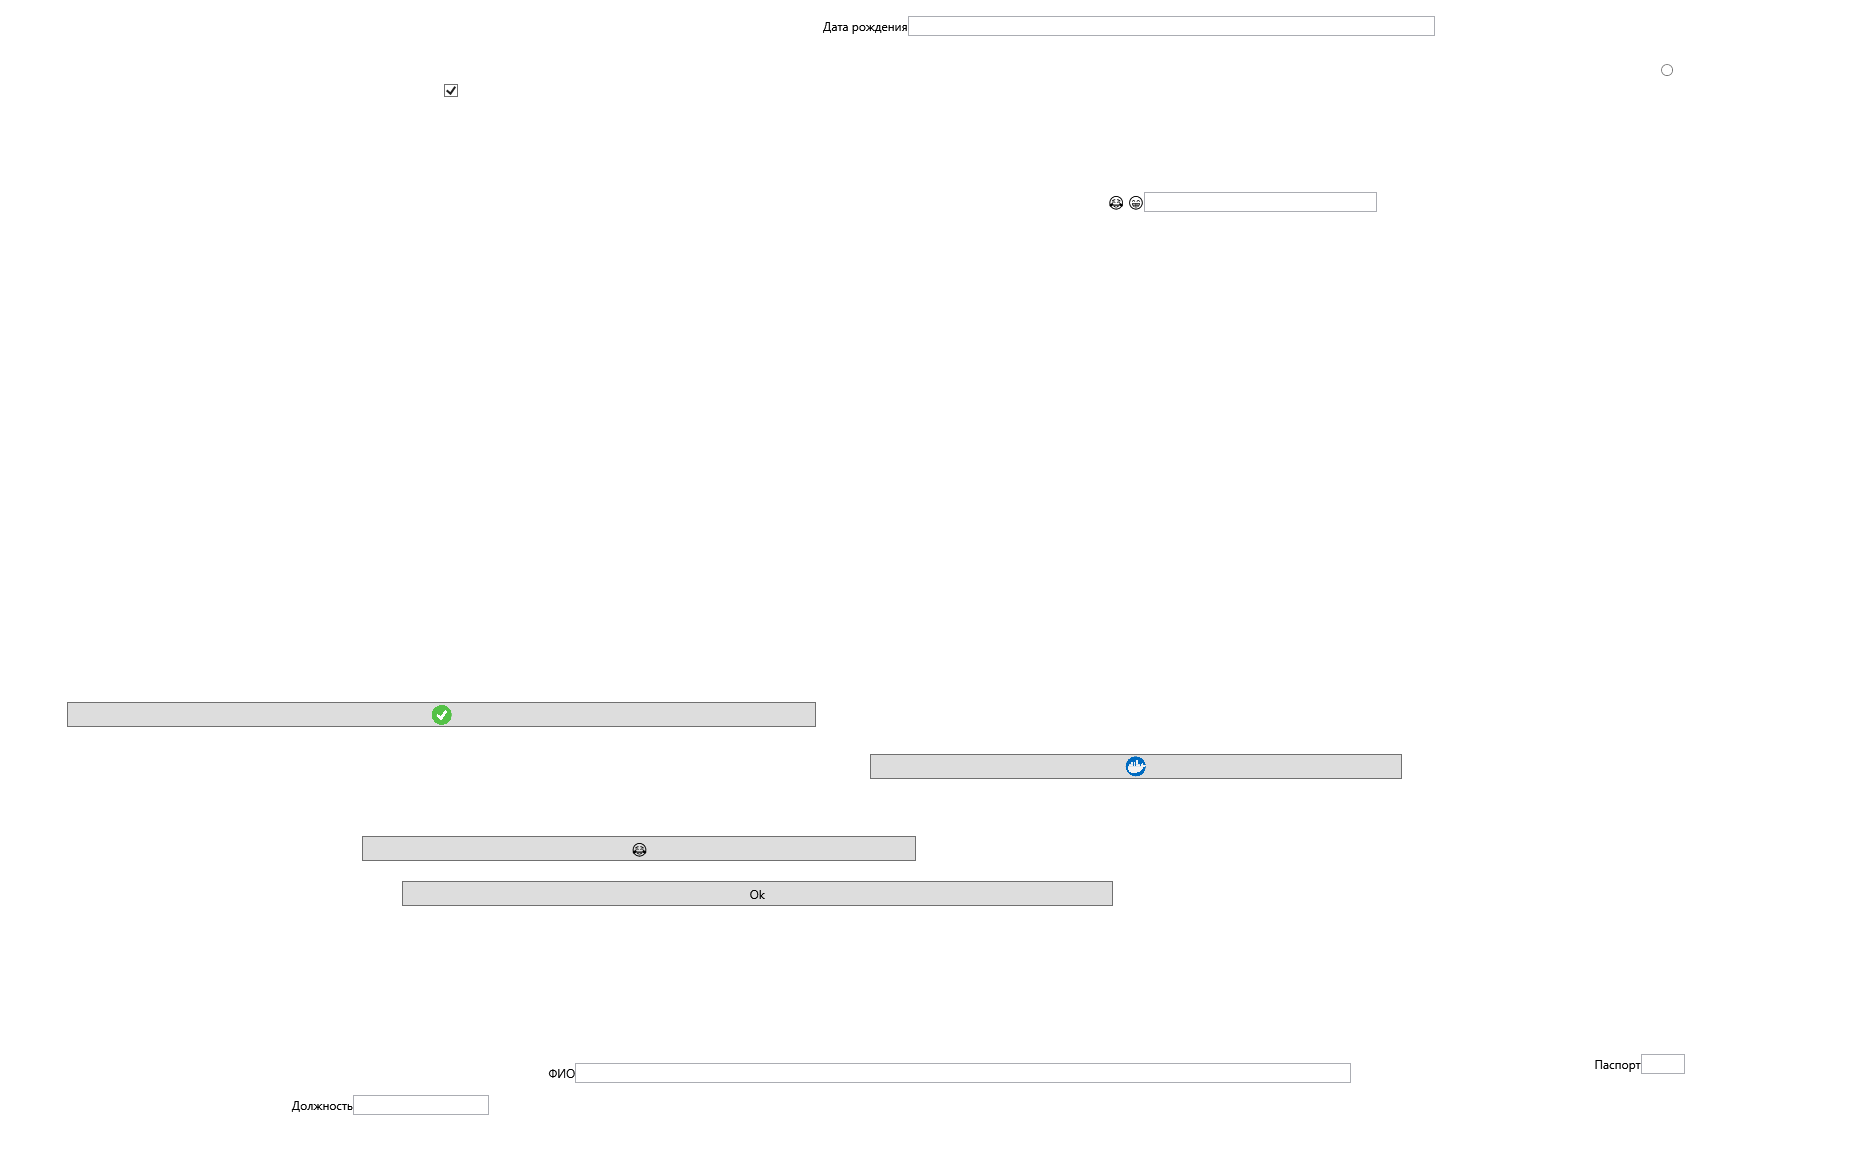 Дата рождения
😂 😁
😂
Ok
Паспорт
ФИО
Должность